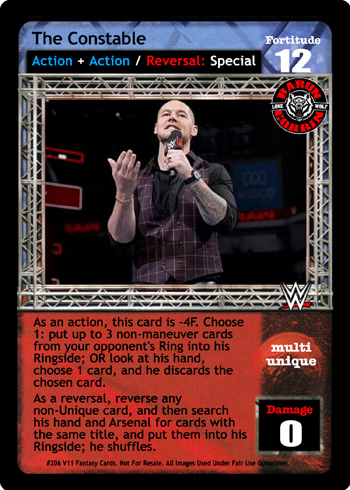 The Constable
Fortitude
12
Action + Action / Reversal: Special
BARON
LONE WOLF
CORBIN
As an action, this card is -4F. Choose
1: put up to 3 non-maneuver cards
from your opponent's Ring into his
Ringside; OR look at his hand,
choose 1 card, and he discards the
chosen card.
As a reversal, reverse any
non-Unique card, and then search
his hand and Arsenal for cards with
the same title, and put them into his
Ringside; he shuffles.
multi
unique
Damage
0
#206 V11 Fantasy Cards. Not For Resale. All Images Used Under Fair Use Guidelines.